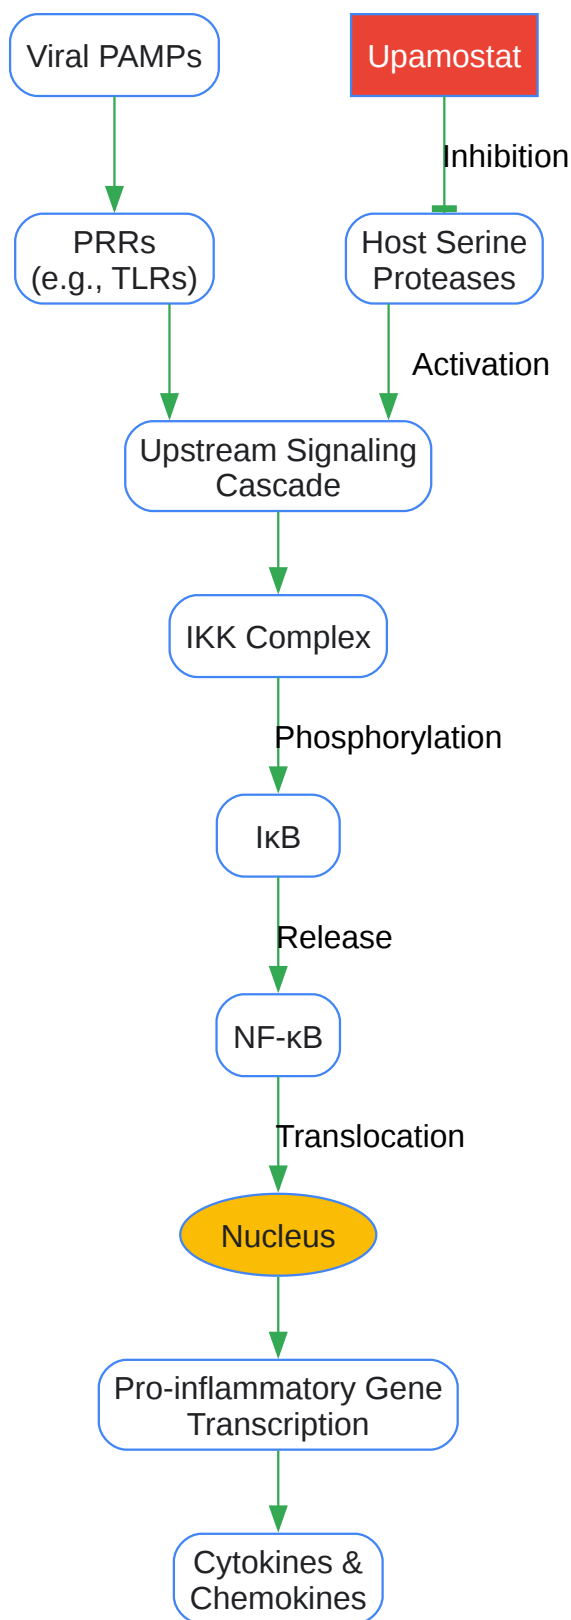 Viral PAMPs
Upamostat
Inhibition
PRRs
(e.g., TLRs)
Host Serine
Proteases
Activation
Upstream Signaling
Cascade
IKK Complex
Phosphorylation
IκB
Release
NF-κB
Translocation
Nucleus
Pro-inflammatory Gene
Transcription
Cytokines &
Chemokines